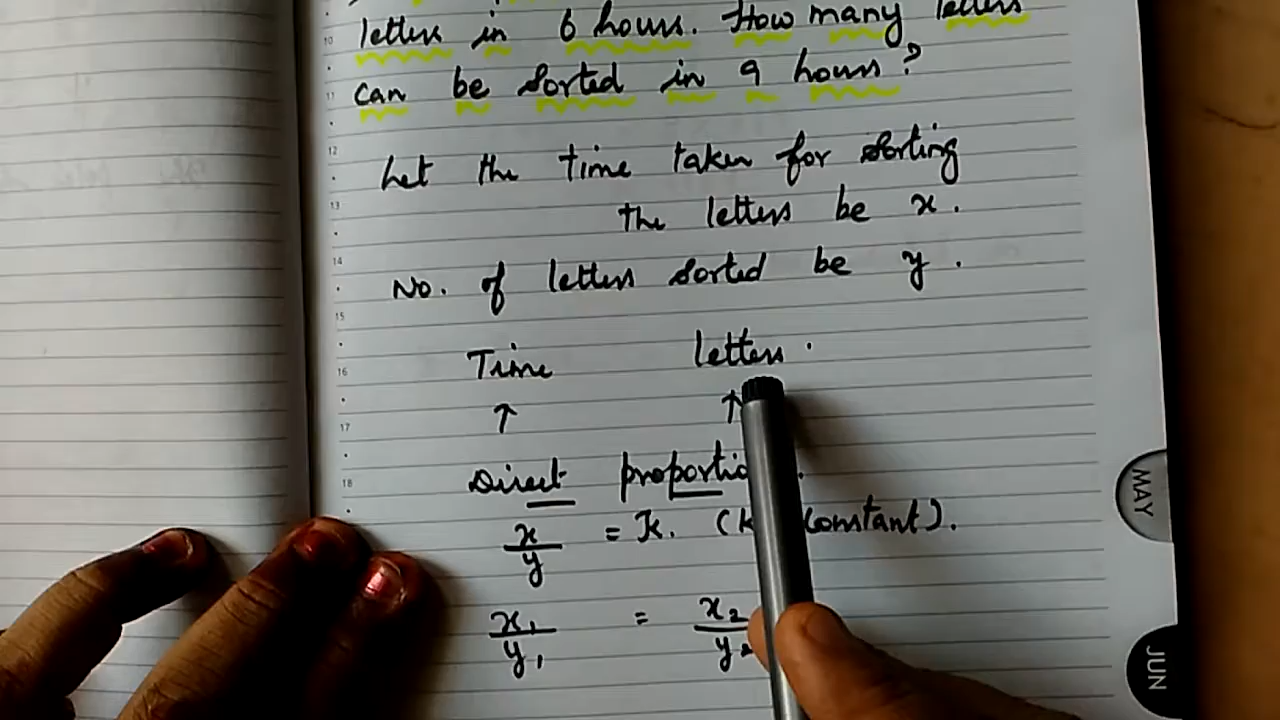 letters in 6 hours. How many letters
can be sorted in 9 hours?
Let the time taken for sorting
the letters be x.
No. of letters sorted be y.
Time letters.
↑ ↑
Direct
x/y = K. (K constant).
x₁/y₁ = x₂/y₂
10
11
12
13
14
15
16
17
18
MAY
JUN